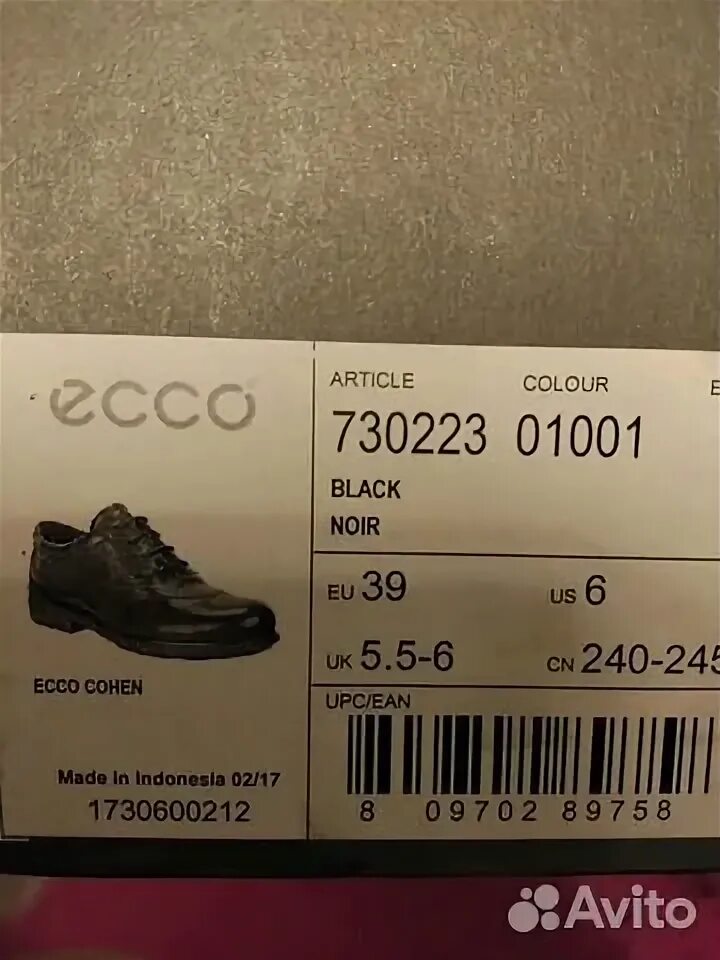 ecco
ECCO COHEN
Made in Indonesia 02/17
1730600212
ARTICLE COLOUR E
730223 01001
BLACK
NOIR
EU 39 US 6
UK 5.5-6 CN 240-245
UPC/EAN
8 09702 89758
Avito